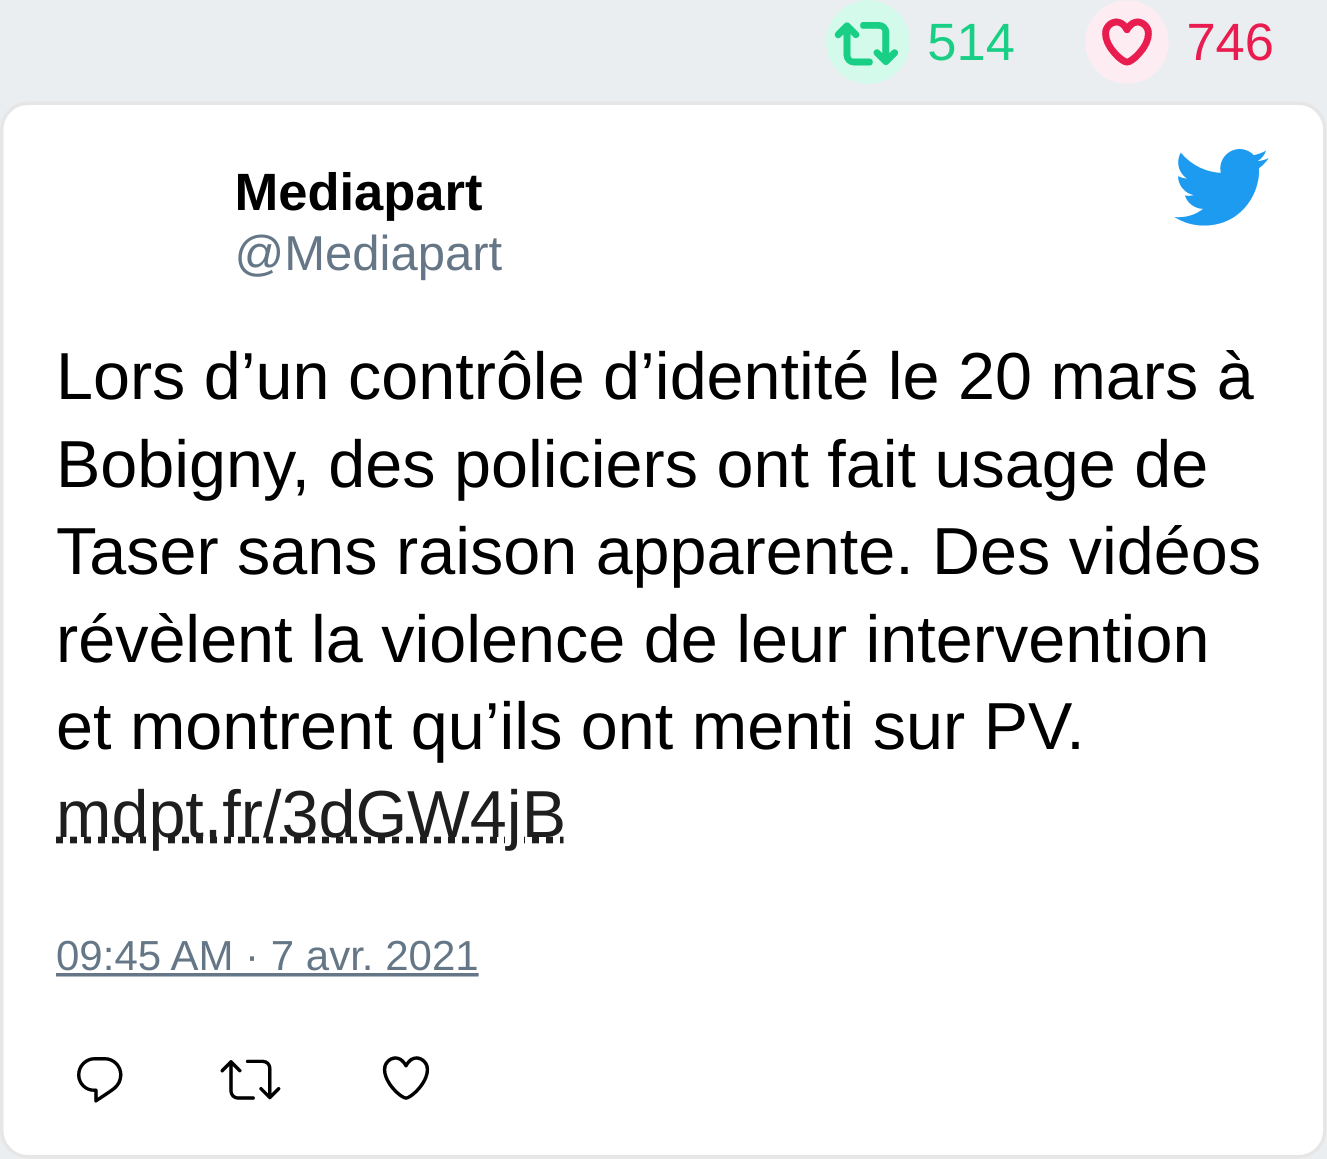 514 746
Mediapart
@Mediapart
Lors d’un contrôle d’identité le 20 mars à
Bobigny, des policiers ont fait usage de
Taser sans raison apparente. Des vidéos
révèlent la violence de leur intervention
et montrent qu’ils ont menti sur PV.
mdpt.fr/3dGW4jB
09:45 AM · 7 avr. 2021